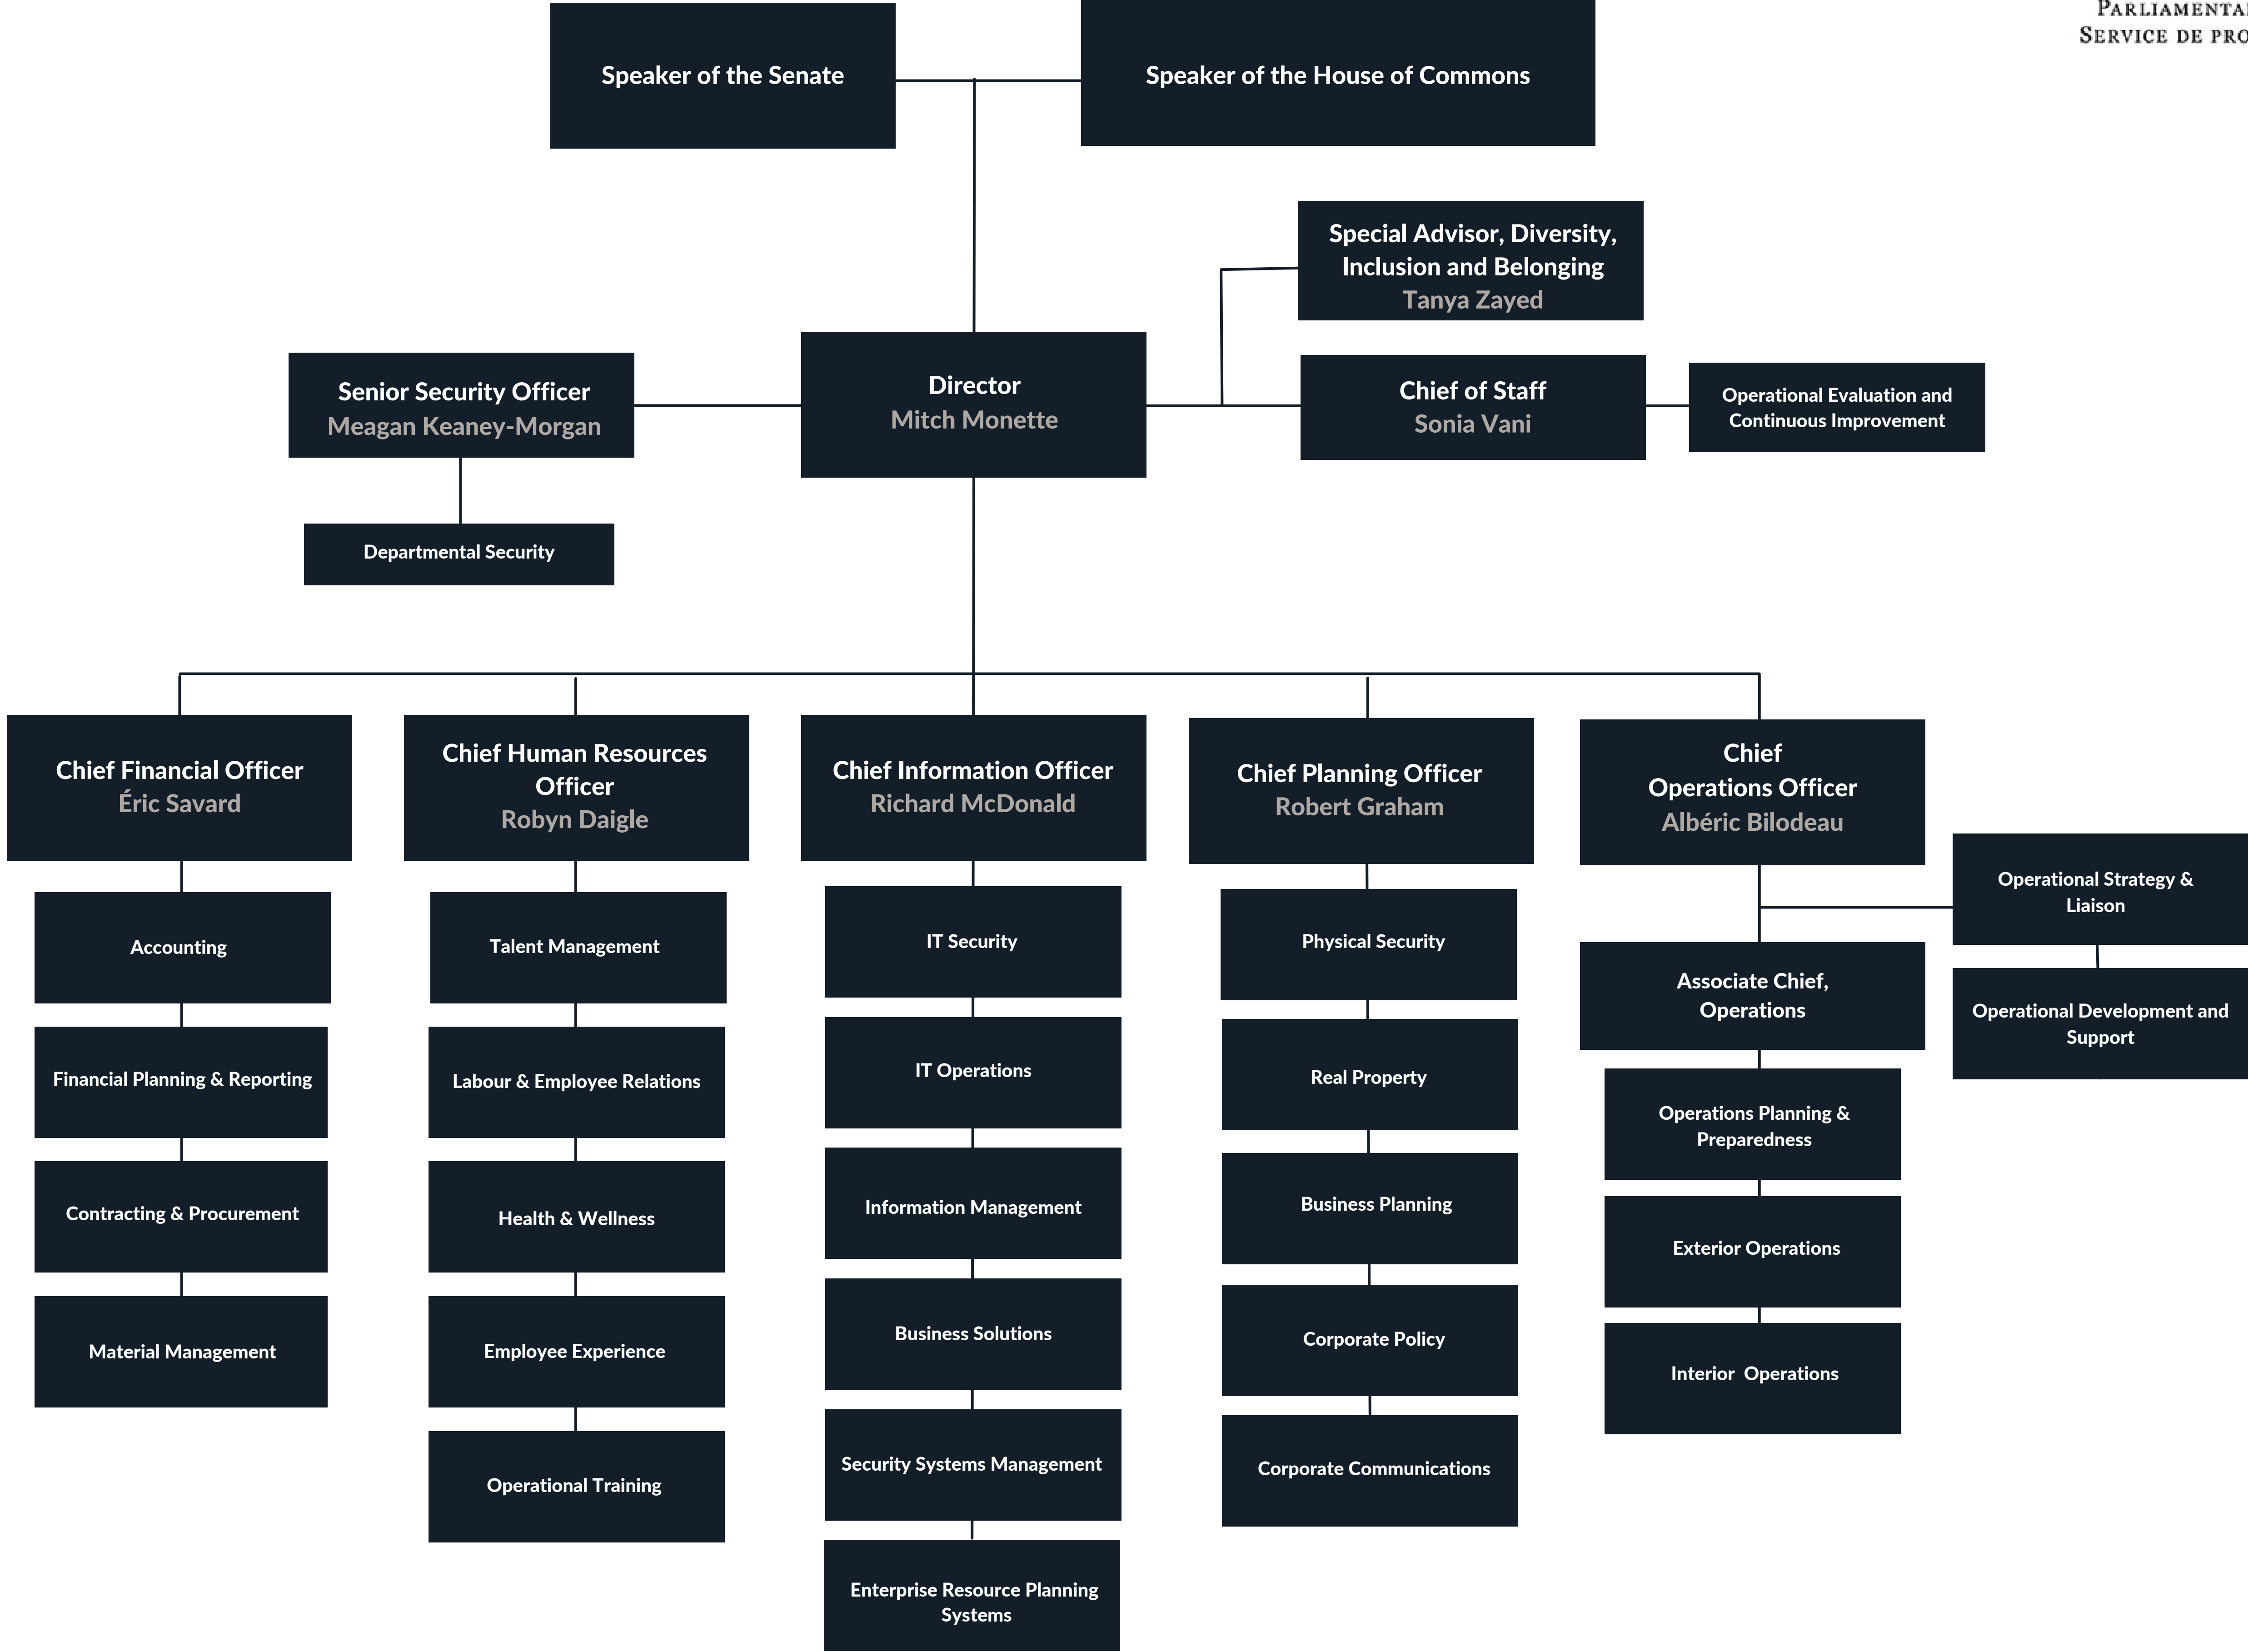 Speaker of the Senate
Speaker of the House of Commons
SERVICE DE
Special Advisor, Diversity,
Inclusion and Belonging
Tanya Zayed
Senior Security Officer
Meagan Keaney-Morgan
Director
Mitch Monette
Chief of Staff
Sonia Vani
Operational Evaluation and
Continuous Improvement
Departmental Security
Chief Financial Officer
Éric Savard
Chief Human Resources
Officer
Robyn Daigle
Chief Information Officer
Richard McDonald
Chief Planning Officer
Robert Graham
Chief
Operations Officer
Albéric Bilodeau
Accounting
Financial Planning & Reporting
Contracting & Procurement
Material Management
Talent Management
Labour & Employee Relations
Health & Wellness
Employee Experience
Operational Training
IT Security
IT Operations
Information Management
Business Solutions
Security Systems Management
Enterprise Resource Planning
Systems
Physical Security
Real Property
Business Planning
Corporate Policy
Corporate Communications
Operational Strategy &
Liaison
Operational Development and
Support
Associate Chief,
Operations
Operations Planning &
Preparedness
Exterior Operations
Interior Operations